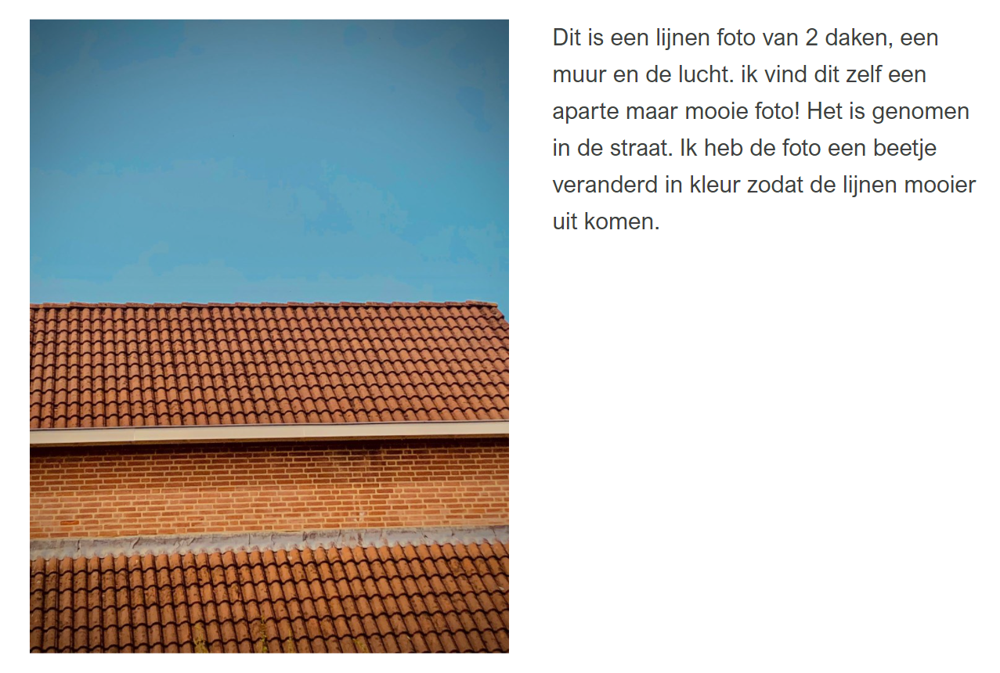 Dit is een lijnen foto van 2 daken, een
muur en de lucht. ik vind dit zelf een
aparte maar mooie foto! Het is genomen
in de straat. Ik heb de foto een beetje
veranderd in kleur zodat de lijnen mooier
uit komen.